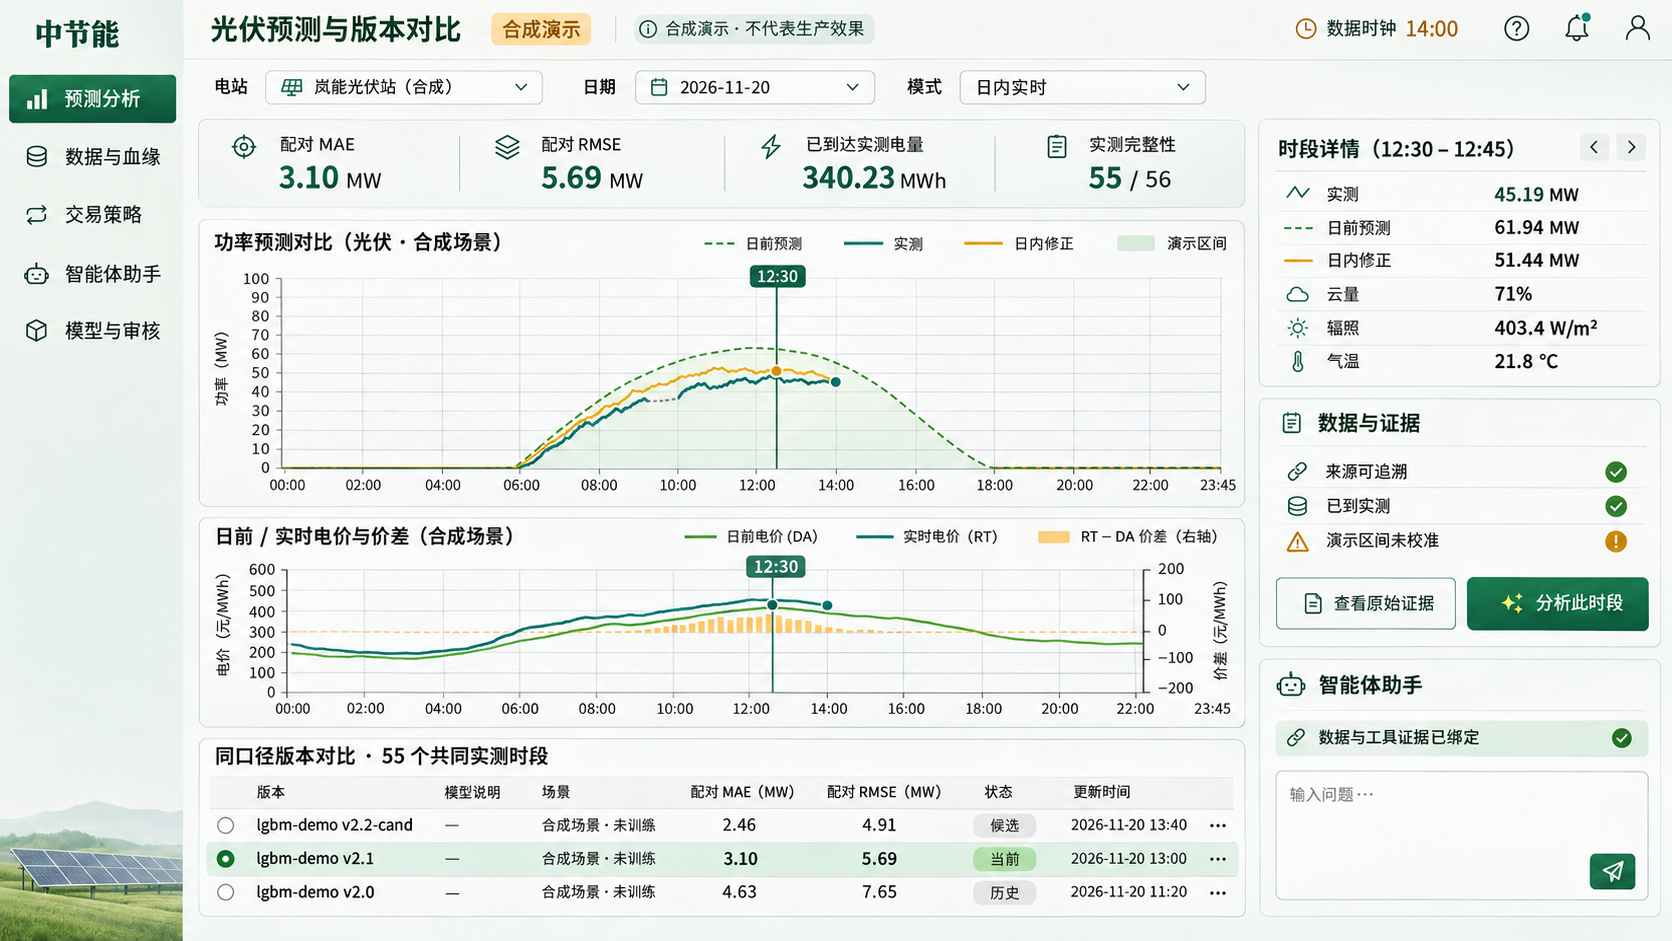 中节能
光伏预测与版本对比
合成演示
合成演示 · 不代表生产效果
数据时钟 14:00
预测分析
数据与血缘
交易策略
智能体助手
模型与审核
电站 岚能光伏站（合成）
日期 2026-11-20
模式 日内实时
配对 MAE
3.10 MW
配对 RMSE
5.69 MW
已到达实测电量
340.23 MWh
实测完整性
55 / 56
功率预测对比（光伏 · 合成场景）
日前预测 实测 日内修正 演示区间
12:30
功率（MW）
100
90
80
70
60
50
40
30
20
10
0
00:00 02:00 04:00 06:00 08:00 10:00 12:00 14:00 16:00 18:00 20:00 22:00 23:45
日前 / 实时电价与价差（合成场景）
日前电价 (DA) 实时电价（RT） RT – DA 价差（右轴）
12:30
电价（元/MWh）
600
500
400
300
200
100
0
200
100
0
−100
−200
价差（元/MWh）
00:00 02:00 04:00 06:00 08:00 10:00 12:00 14:00 16:00 18:00 20:00 22:00 23:45
同口径版本对比 · 55 个共同实测时段
版本 模型说明 场景 配对 MAE（MW） 配对 RMSE（MW） 状态 更新时间
lgbm-demo v2.2-cand — 合成场景 · 未训练 2.46 4.91 候选 2026-11-20 13:40 ···
lgbm-demo v2.1 — 合成场景 · 未训练 3.10 5.69 当前 2026-11-20 13:00 ···
lgbm-demo v2.0 — 合成场景 · 未训练 4.63 7.65 历史 2026-11-20 11:20 ···
时段详情（12:30 – 12:45）
实测 45.19 MW
日前预测 61.94 MW
日内修正 51.44 MW
云量 71%
辐照 403.4 W/m²
气温 21.8 °C
数据与证据
来源可追溯
已到实测
演示区间未校准
查看原始证据
分析此时段
智能体助手
数据与工具证据已绑定
输入问题···